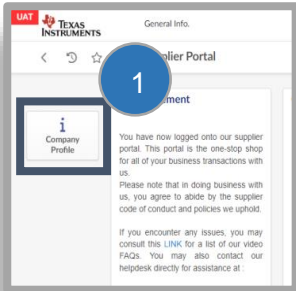 UAT
TEXAS
INSTRUMENTS
General Info.
Portal
1
i
Company
Profile
You have now logged onto our supplier
portal. This portal is the one-stop shop
for all of your business transactions with
us.
Please note that in doing business with
us, you agree to abide by the supplier
code of conduct and policies we uphold.
If you encounter any issues, you may
consult this LINK for a list of our video
FAQs. You may also contact our
helpdesk directly for assistance at :